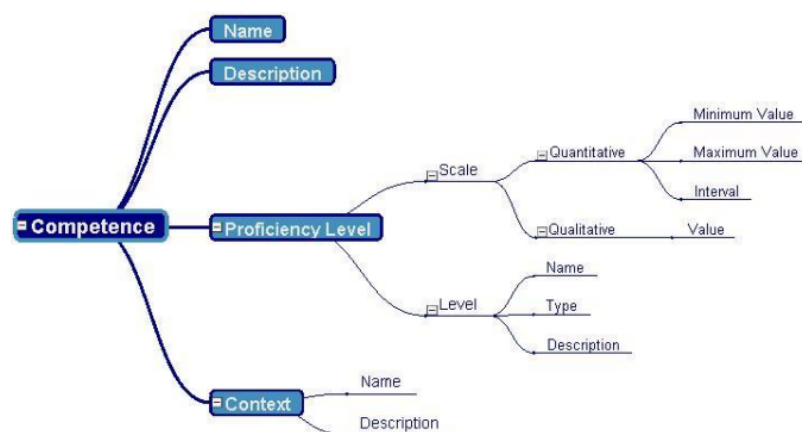 Name
Description
Competence
Proficiency Level
Scale
Quantitative
Minimum Value
Maximum Value
Interval
Qualitative
Value
Level
Name
Type
Description
Context
Name
Description